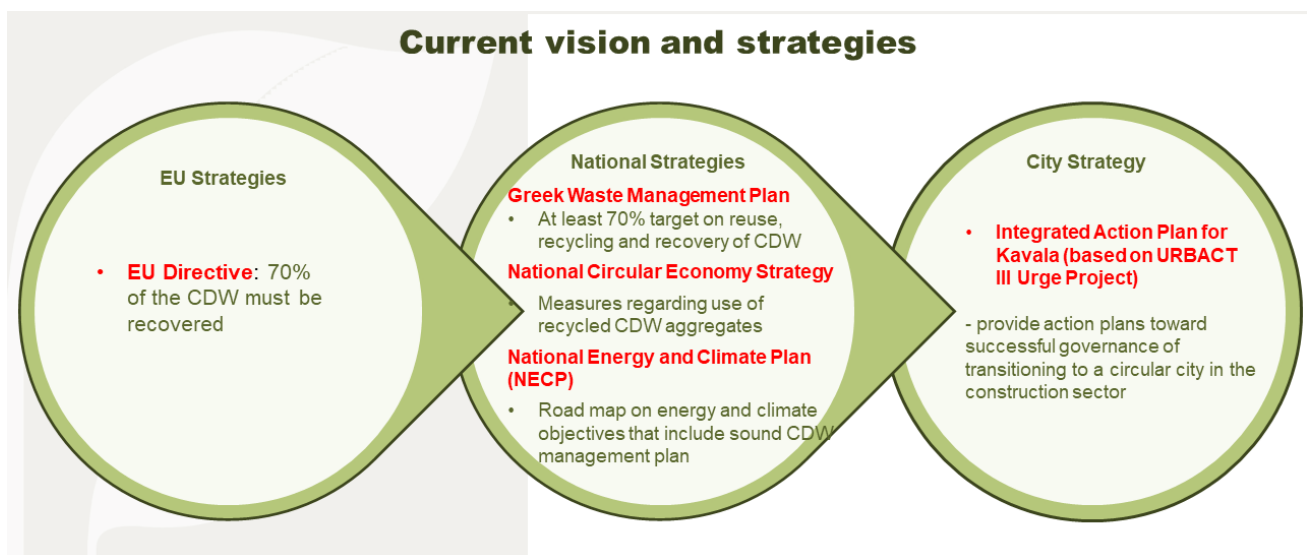 Current vision and strategies
EU Strategies
• EU Directive: 70%
of the CDW must be
recovered
National Strategies
Greek Waste Management Plan
• At least 70% target on reuse,
recycling and recovery of CDW
National Circular Economy Strategy
• Measures regarding use of
recycled CDW aggregates
National Energy and Climate Plan
(NECP)
• Road map on energy and climate
objectives that include sound CDW
management plan
City Strategy
• Integrated Action Plan for
Kavala (based on URBACT
III Urge Project)
- provide action plans toward
successful governance of
transitioning to a circular city in the
construction sector